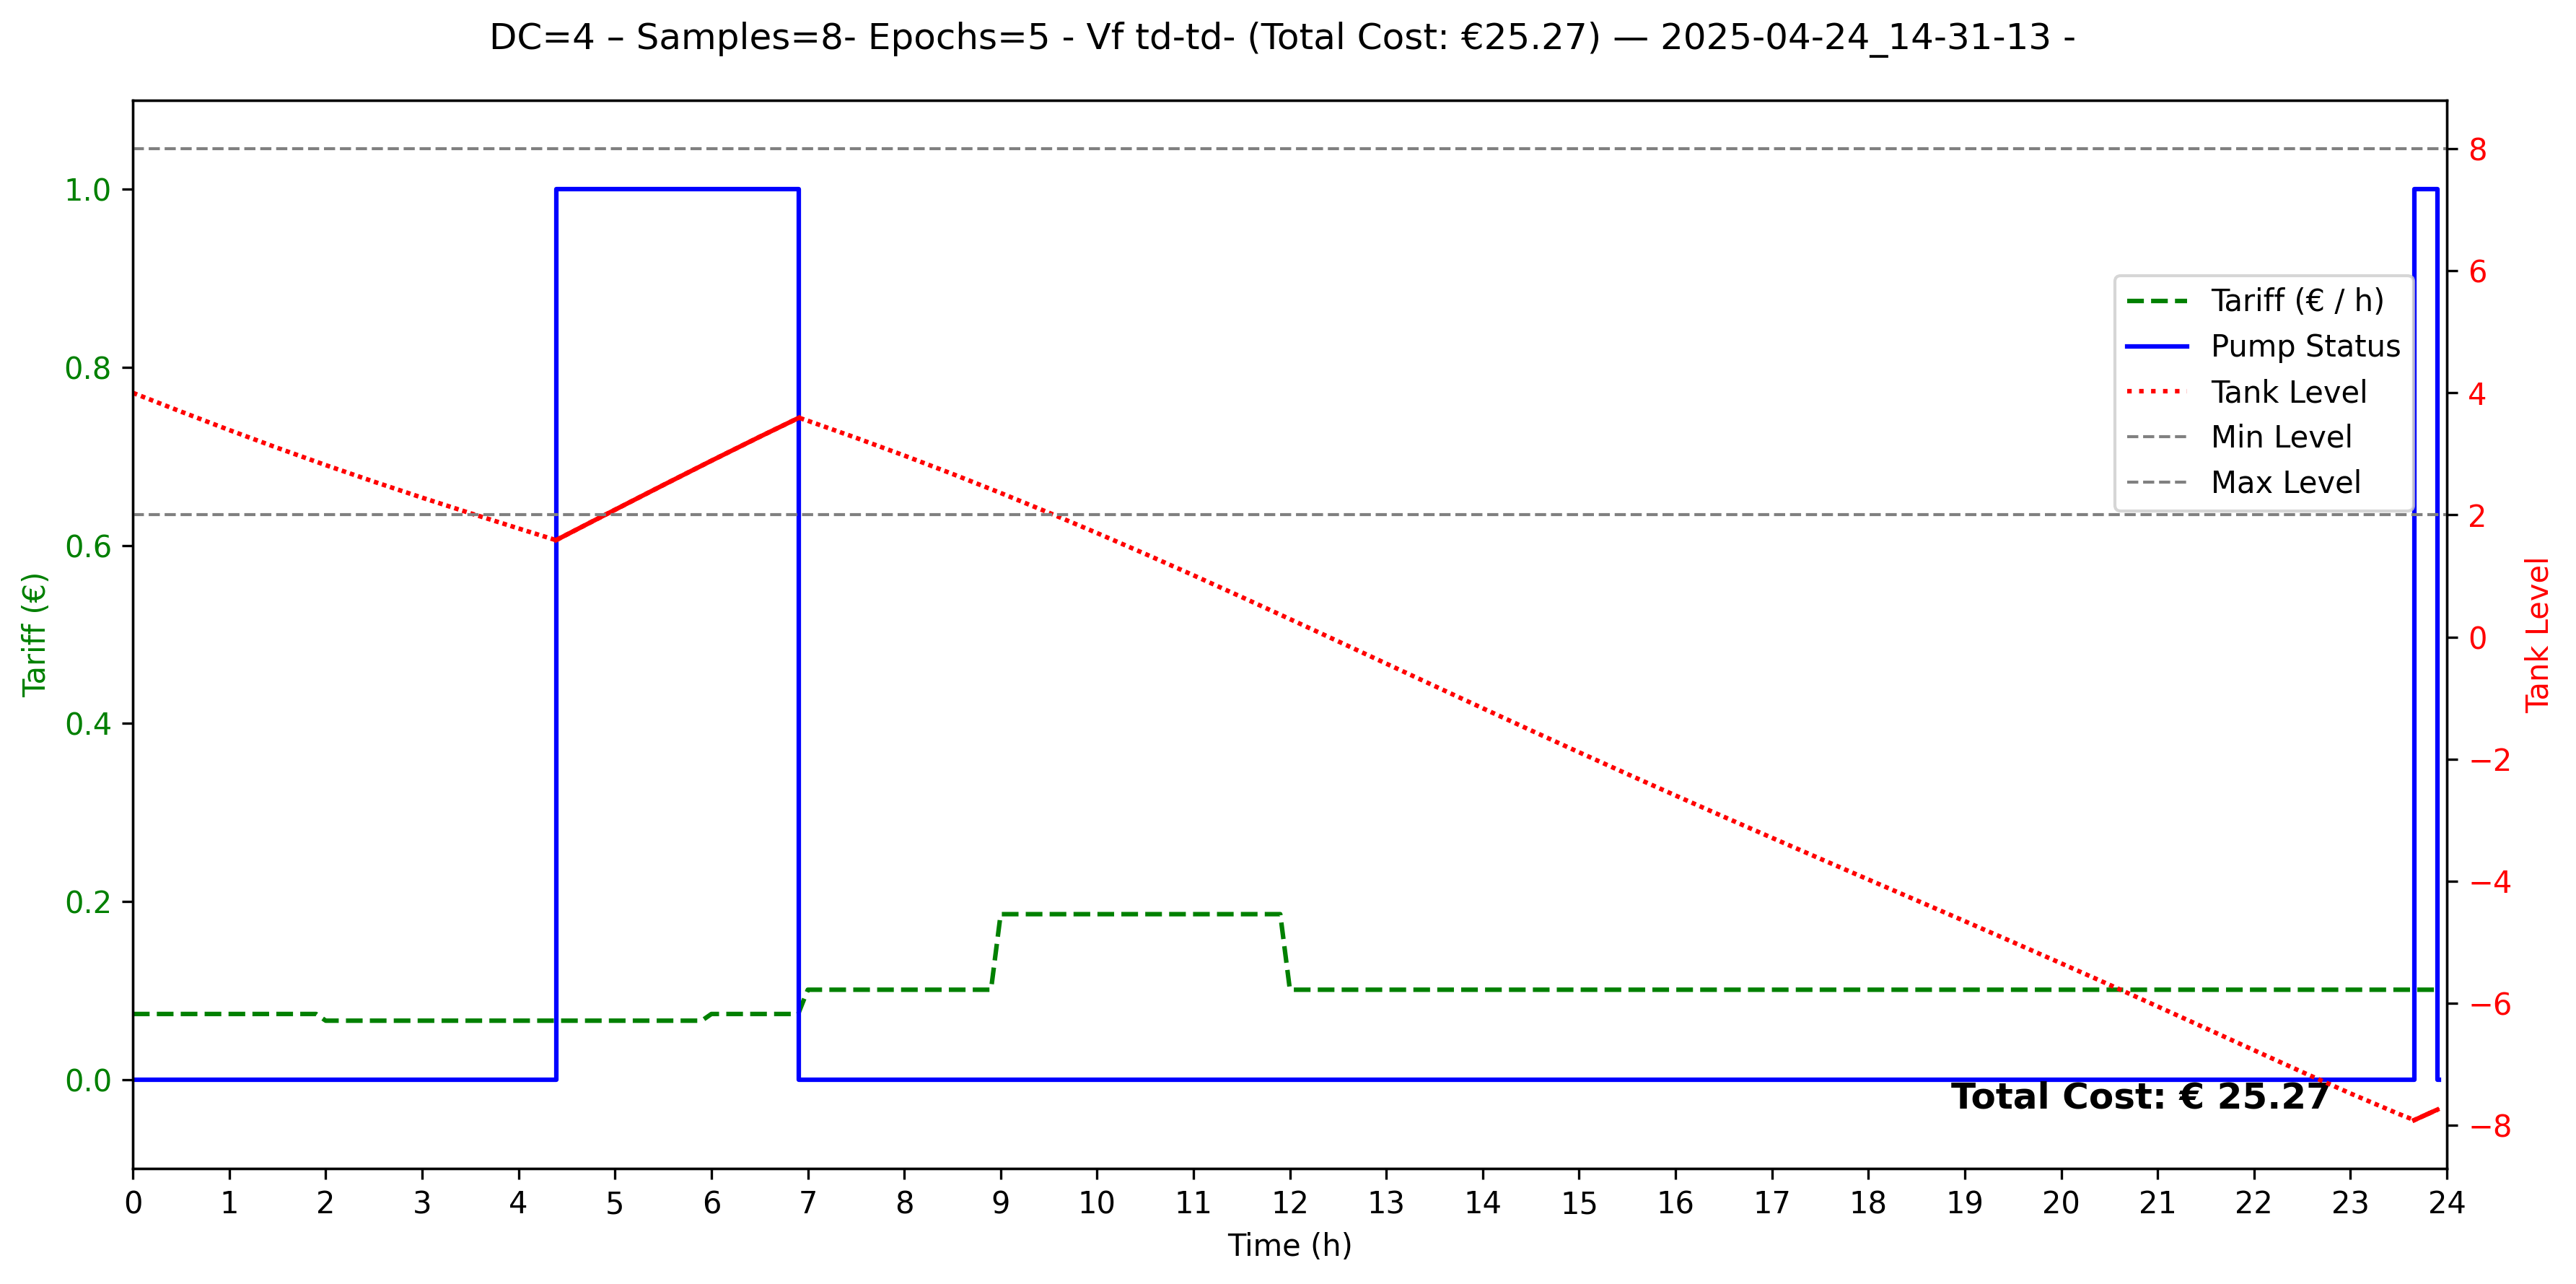 DC=4 – Samples=8- Epochs=5 - Vf td-td- (Total Cost: €25.27) — 2025-04-24_14-31-13 -
Tariff (€)
1.0
0.8
0.6
0.4
0.2
0.0
Tariff (€ / h)
Pump Status
Tank Level
Min Level
Max Level
Total Cost: € 25.27
8
6
4
2
0
−2
−4
−6
−8
Tank Level
0 1 2 3 4 5 6 7 8 9 10 11 12 13 14 15 16 17 18 19 20 21 22 23 24
Time (h)